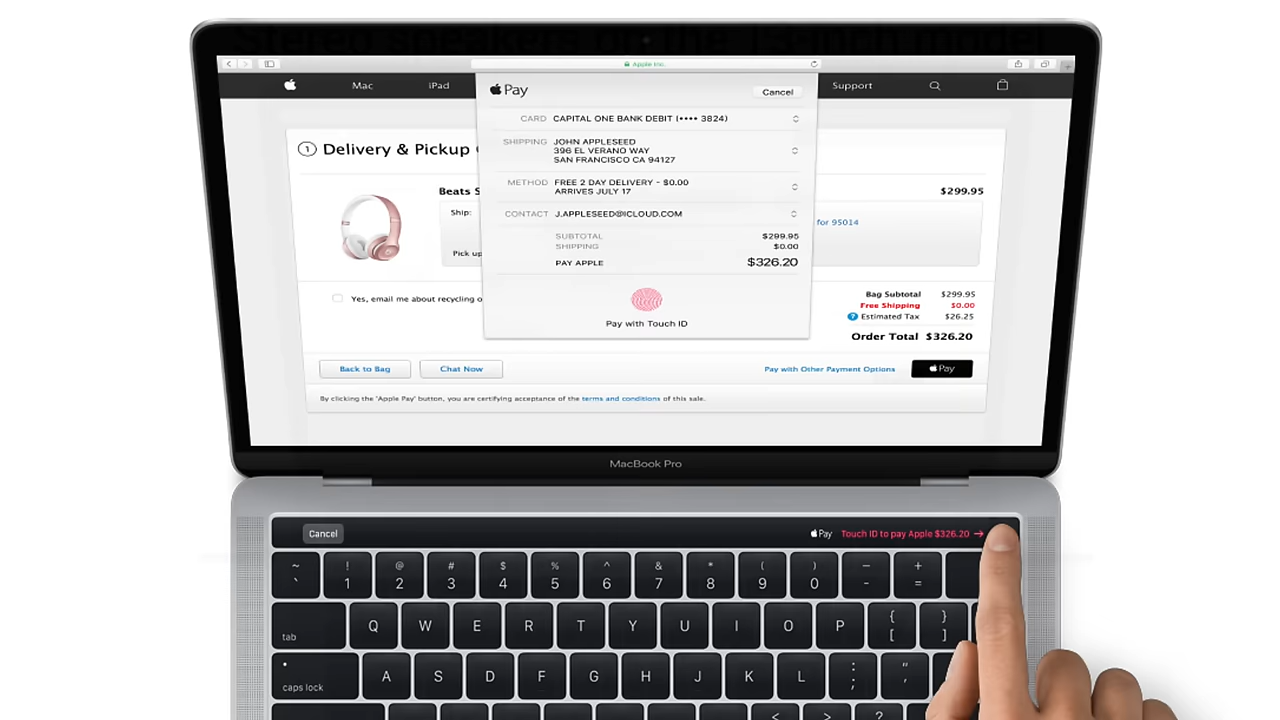 Stereo speakers on the 13-inch model
Apple Inc.
Mac
iPad
Support
Pay
Cancel
CARD CAPITAL ONE BANK DEBIT (•••• 3824)
SHIPPING JOHN APPLESEED
396 EL VERANO WAY
SAN FRANCISCO CA 94127
METHOD FREE 2 DAY DELIVERY - $0.00
ARRIVES JULY 17
CONTACT J.APPLESEED@ICLOUD.COM
SUBTOTAL $299.95
SHIPPING $0.00
PAY APPLE $326.20
Pay with Touch ID
1 Delivery & Pickup
Beats
$299.95
Ship:
for 95014
Pick up
Yes, email me about recycling
Bag Subtotal $299.95
Free Shipping $0.00
? Estimated Tax $26.25
Order Total $326.20
Back to Bag
Chat Now
Pay with Other Payment Options
Pay
By clicking the 'Apple Pay' button, you are certifying acceptance of the terms and conditions of this sale.
MacBook Pro
Cancel
Pay Touch ID to pay Apple $326.20 →
~ ! @ # $ % ^ & * ( ) — +
` 1 2 3 4 5 6 7 8 9 0 - =
tab Q W E R T Y U I O P { }
[ ]
caps lock A S D F G H J K L : "
; '
< > ?